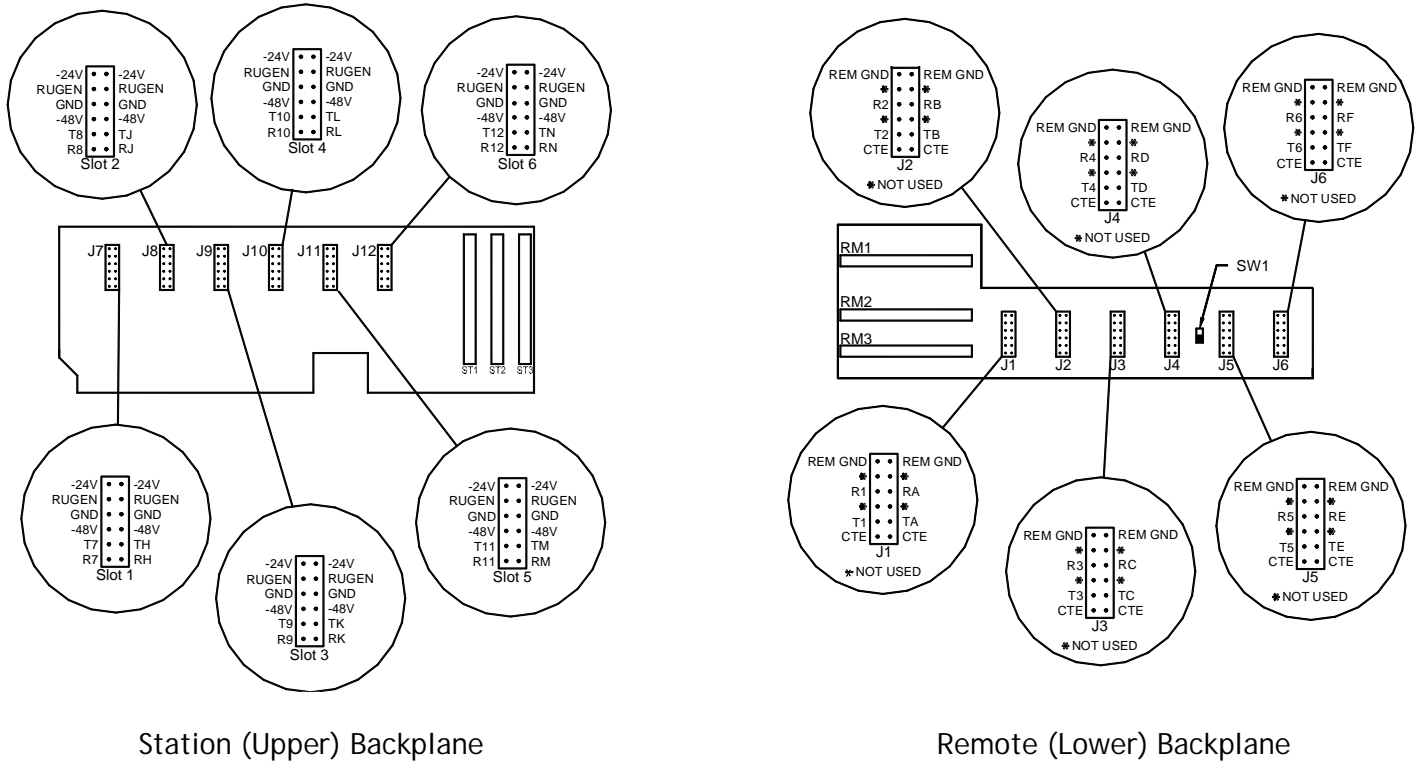 -24V -24V
RUGEN RUGEN
GND GND
-48V -48V
T8 TJ
R8 RJ
Slot 2
-24V -24V
RUGEN RUGEN
GND GND
-48V -48V
T10 TL
R10 RL
Slot 4
-24V -24V
RUGEN RUGEN
GND GND
-48V -48V
T12 TN
R12 RN
Slot 6
J7 J8 J9 J10 J11 J12
ST1 ST2 ST3
-24V -24V
RUGEN RUGEN
GND GND
-48V -48V
T7 TH
R7 RH
Slot 1
-24V -24V
RUGEN RUGEN
GND GND
-48V -48V
T9 TK
R9 RK
Slot 3
-24V -24V
RUGEN RUGEN
GND GND
-48V -48V
T11 TM
R11 RM
Slot 5
Station (Upper) Backplane
REM GND REM GND
* *
R2 RB
* *
T2 TB
CTE CTE
J2
*NOT USED
REM GND REM GND
* *
R4 RD
* *
T4 TD
CTE CTE
J4
*NOT USED
REM GND REM GND
* *
R6 RF
* *
T6 TF
CTE CTE
J6
*NOT USED
RM1
RM2
RM3
SW1
J1 J2 J3 J4 J5 J6
REM GND REM GND
* *
R1 RA
* *
T1 TA
CTE CTE
J1
*NOT USED
REM GND REM GND
* *
R3 RC
* *
T3 TC
CTE CTE
J3
*NOT USED
REM GND REM GND
* *
R5 RE
* *
T5 TE
CTE CTE
J5
*NOT USED
Remote (Lower) Backplane